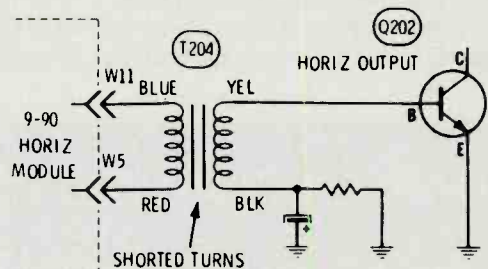 Q202
T204
HORIZ OUTPUT
C
W11
BLUE
YEL
B
9-90
HORIZ
MODULE
E
W5
RED
BLK
+
SHORTED TURNS